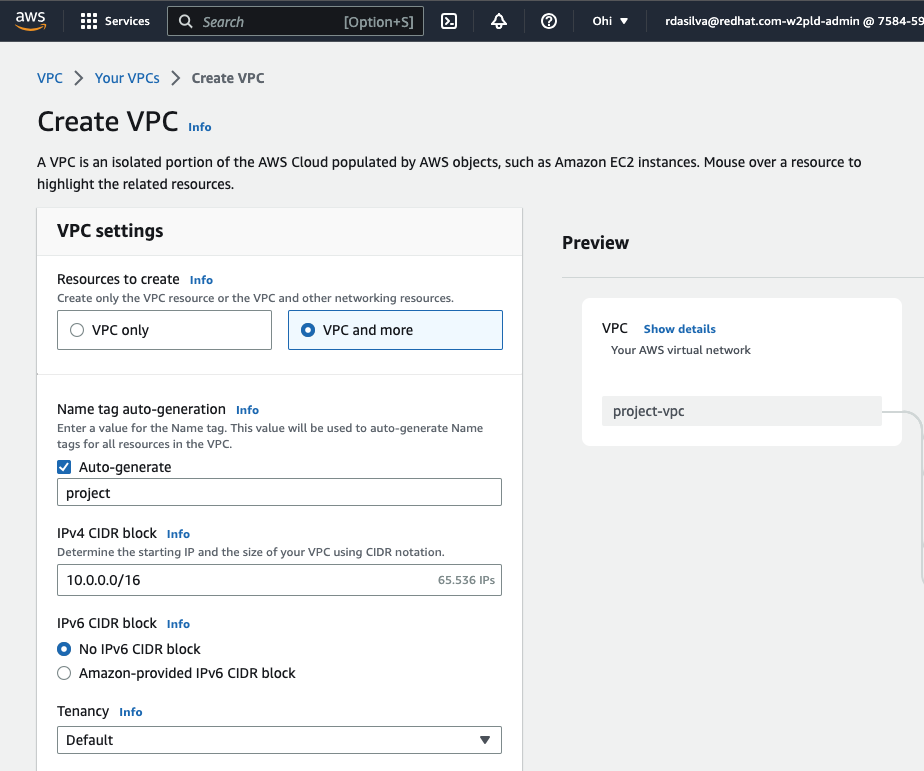 aws
Services
Search [Option+S]
Ohi
rdasilva@redhat.com-w2pld-admin @ 7584-59
VPC > Your VPCs > Create VPC
Create VPC Info
A VPC is an isolated portion of the AWS Cloud populated by AWS objects, such as Amazon EC2 instances. Mouse over a resource to
highlight the related resources.
VPC settings
Resources to create Info
Create only the VPC resource or the VPC and other networking resources.
VPC only
VPC and more
Name tag auto-generation Info
Enter a value for the Name tag. This value will be used to auto-generate Name
tags for all resources in the VPC.
Auto-generate
project
IPv4 CIDR block Info
Determine the starting IP and the size of your VPC using CIDR notation.
10.0.0.0/16 65.536 IPs
IPv6 CIDR block Info
No IPv6 CIDR block
Amazon-provided IPv6 CIDR block
Tenancy Info
Default
Preview
VPC Show details
Your AWS virtual network
project-vpc